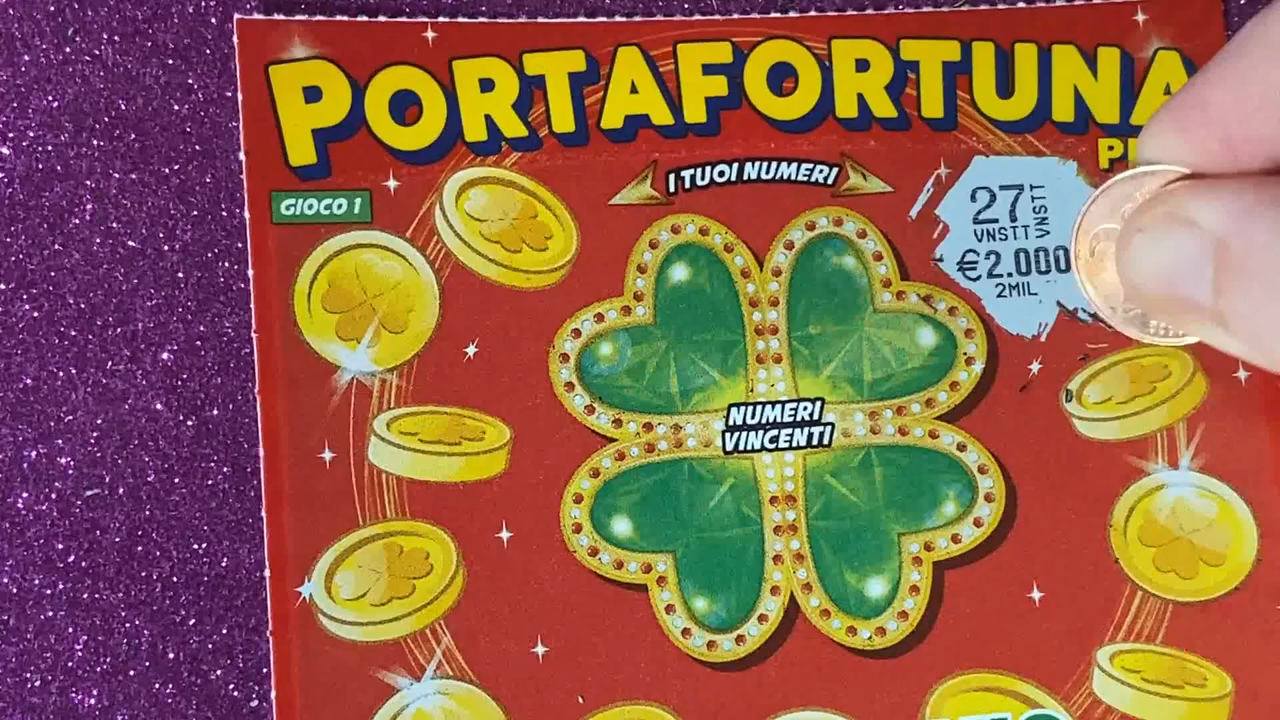 PORTAFORTUNA
I TUOI NUMERI
GIOCO 1
27
VNSTT
VNSTT
€2.000
2MIL
NUMERI
VINCENTI